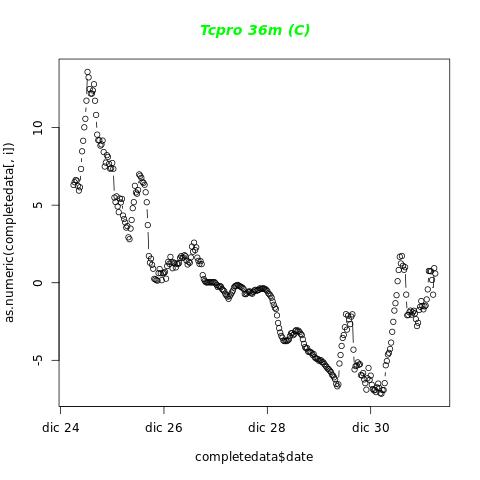 Tcpro 36m (C)
as.numeric(completedata[, i])
10
5
0
-5
dic 24
dic 26
dic 28
dic 30
completedata$date